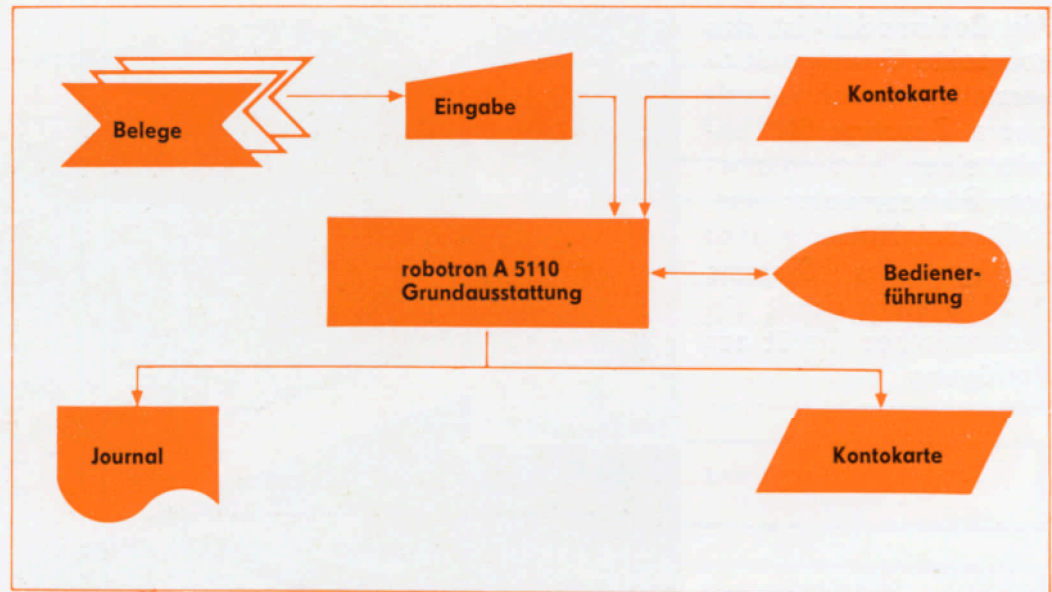 Belege
Eingabe
Kontokarte
robotron A 5110
Grundausstattung
Bediener-
führung
Journal
Kontokarte